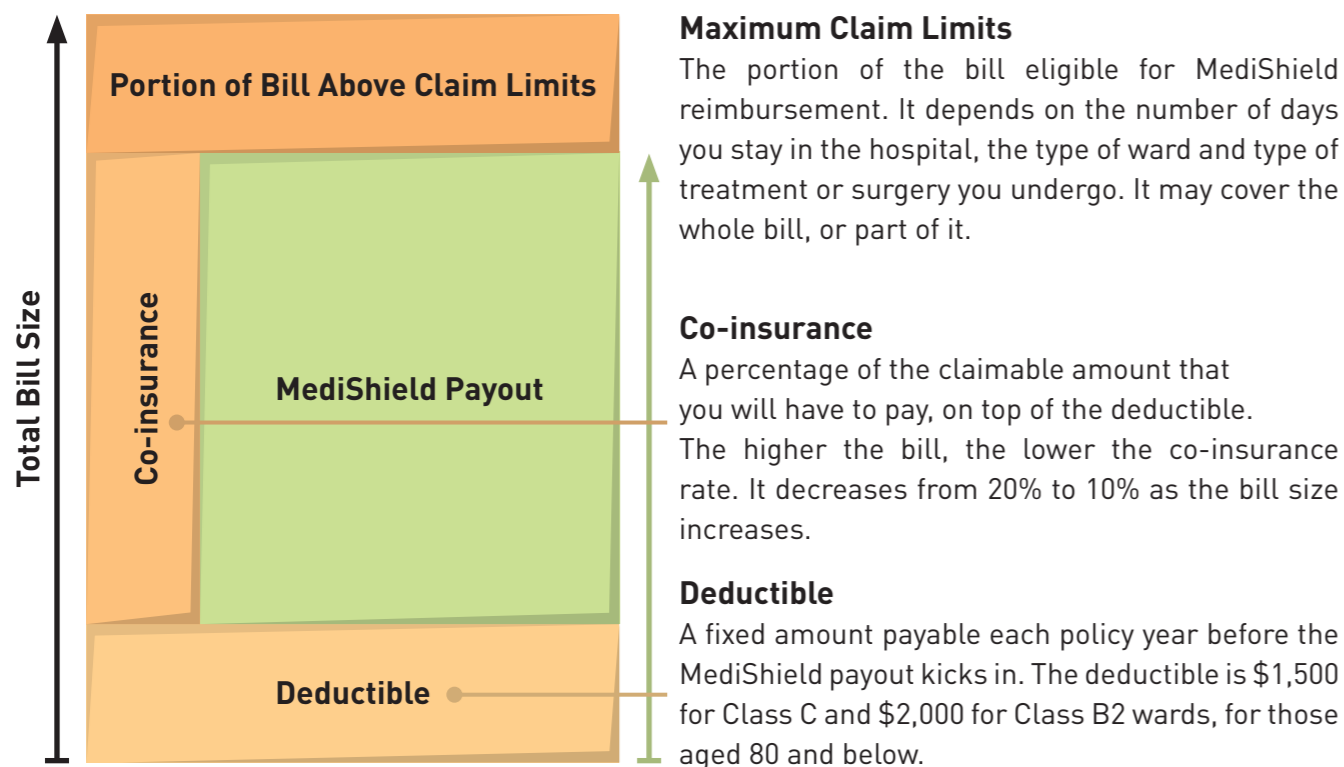 Total Bill Size
Portion of Bill Above Claim Limits
Co-insurance
MediShield Payout
Deductible
Maximum Claim Limits
The portion of the bill eligible for MediShield
reimbursement. It depends on the number of days
you stay in the hospital, the type of ward and type of
treatment or surgery you undergo. It may cover the
whole bill, or part of it.
Co-insurance
A percentage of the claimable amount that
you will have to pay, on top of the deductible.
The higher the bill, the lower the co-insurance
rate. It decreases from 20% to 10% as the bill size
increases.
Deductible
A fixed amount payable each policy year before the
MediShield payout kicks in. The deductible is $1,500
for Class C and $2,000 for Class B2 wards, for those
aged 80 and below.